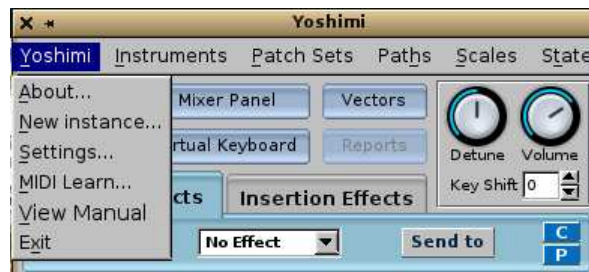 Yoshimi
Yoshimi Instruments Patch Sets Paths Scales State
About...
New instance...
Settings...
MIDI Learn...
View Manual
Exit
Mixer Panel Vectors
rtual Keyboard Reports
Detune Volume
Key Shift 0
cts Insertion Effects
No Effect Send to C
P